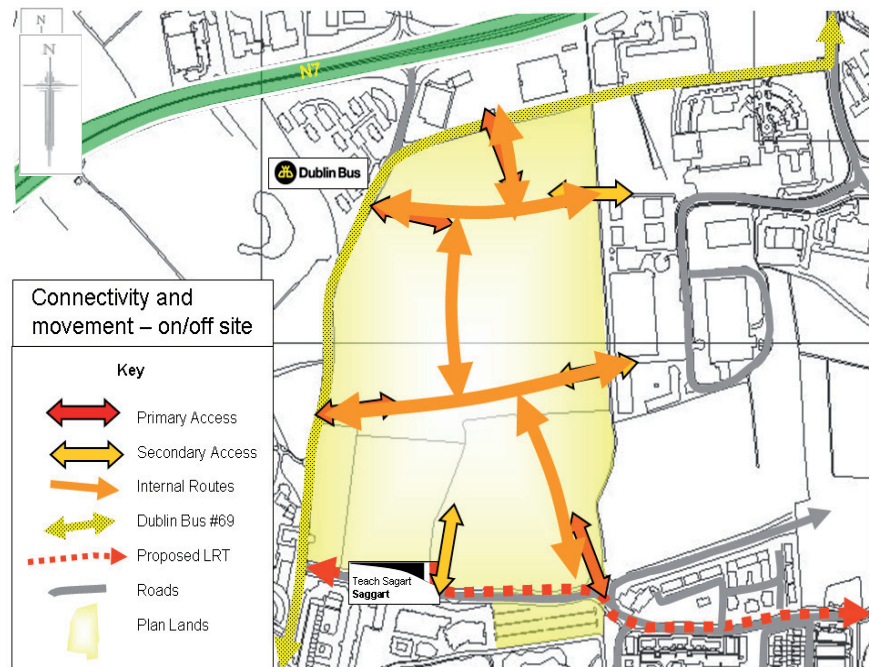 N
N
N7
Dublin Bus
Connectivity and
movement – on/off site
Key
Primary Access
Secondary Access
Internal Routes
Dublin Bus #69
Proposed LRT
Roads
Plan Lands
Teach Sagart
Saggart